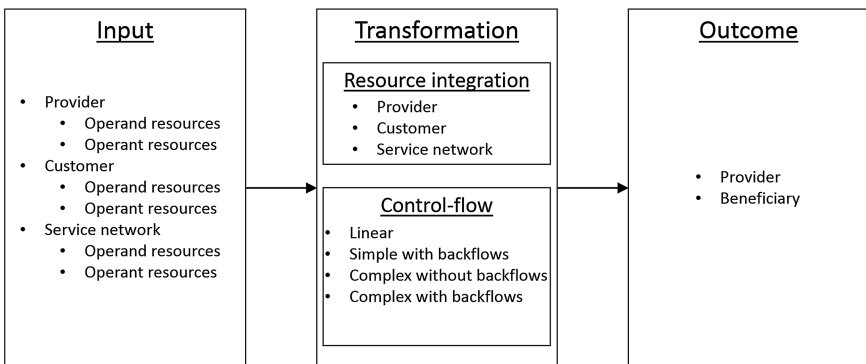 Input
• Provider
• Operand resources
• Operant resources
• Customer
• Operand resources
• Operant resources
• Service network
• Operand resources
• Operant resources
Transformation
Resource integration
• Provider
• Customer
• Service network
Control-flow
• Linear
• Simple with backflows
• Complex without backflows
• Complex with backflows
Outcome
• Provider
• Beneficiary